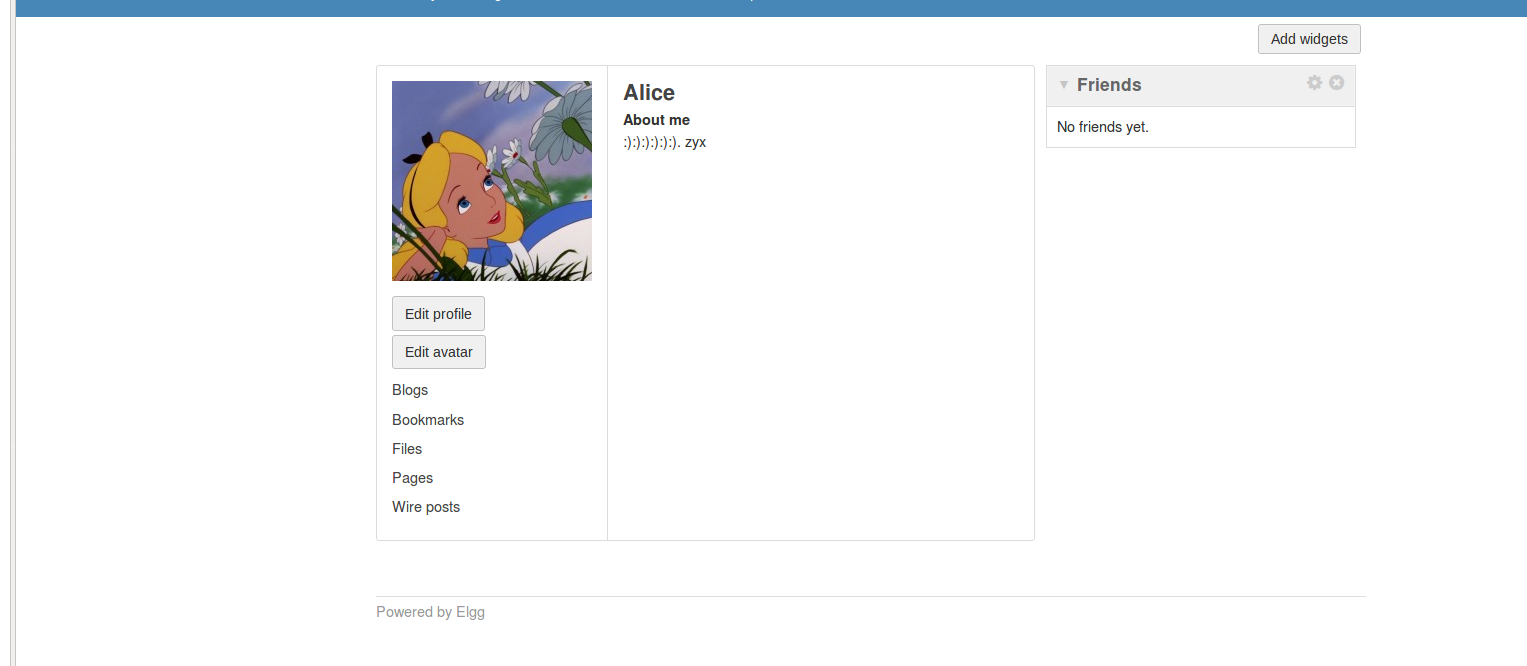 Add widgets
Alice
About me
:):):):):):). zyx
Friends
No friends yet.
Edit profile
Edit avatar
Blogs
Bookmarks
Files
Pages
Wire posts
Powered by Elgg